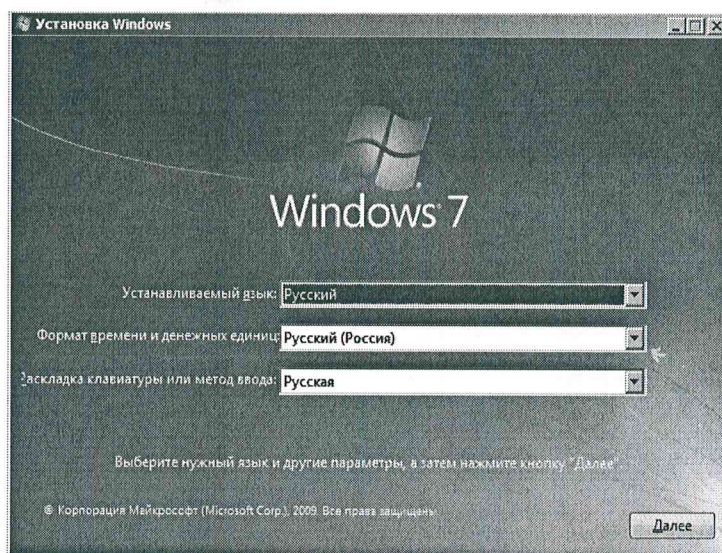 Установка Windows
Windows 7
Устанавливаемый язык: Русский
Формат времени и денежных единиц: Русский (Россия)
Раскладка клавиатуры или метод ввода: Русская
Выберите нужный язык и другие параметры, а затем нажмите кнопку "Далее".
© Корпорация Майкрософт (Microsoft Corp.), 2009. Все права защищены.
Далее